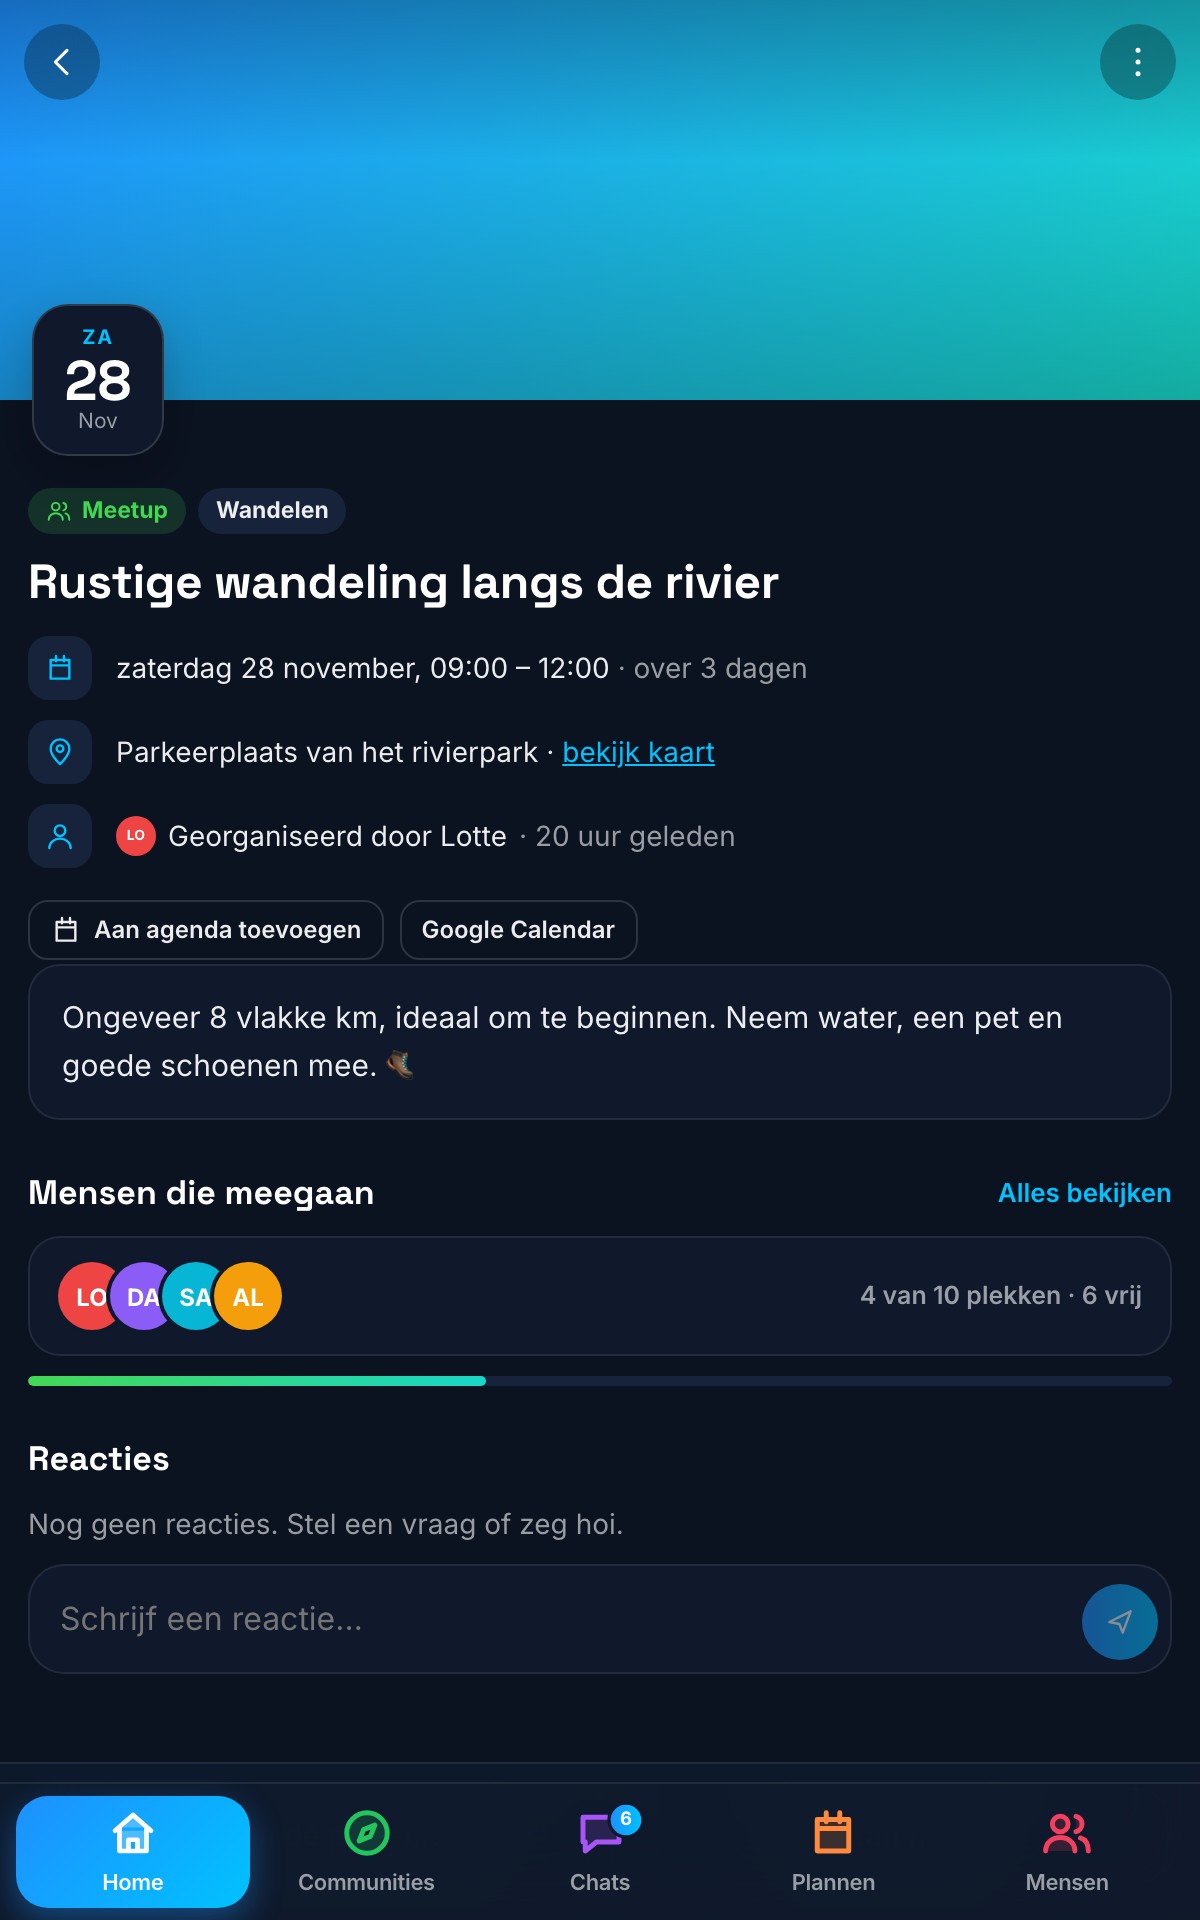 ZA
28
Nov
Meetup
Wandelen
Rustige wandeling langs de rivier
zaterdag 28 november, 09:00 – 12:00 · over 3 dagen
Parkeerplaats van het rivierpark · bekijk kaart
LO Georganiseerd door Lotte · 20 uur geleden
Aan agenda toevoegen
Google Calendar
Ongeveer 8 vlakke km, ideaal om te beginnen. Neem water, een pet en
goede schoenen mee. 🥾
Mensen die meegaan
Alles bekijken
LO DA SA AL
4 van 10 plekken · 6 vrij
Reacties
Nog geen reacties. Stel een vraag of zeg hoi.
Schrijf een reactie...
6
Home
Communities
Chats
Plannen
Mensen